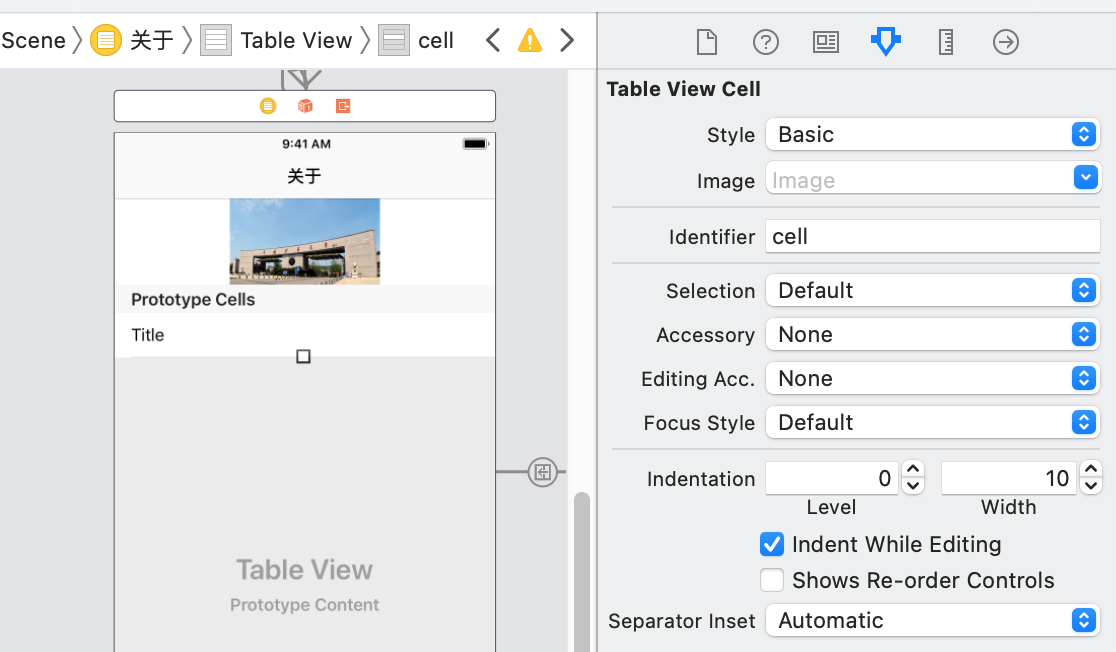 Scene 关于 Table View cell
9:41 AM
关于
Prototype Cells
Title
Table View
Prototype Content
Table View Cell
Style Basic
Image Image
Identifier cell
Selection Default
Accessory None
Editing Acc. None
Focus Style Default
Indentation 0 10
Level Width
Indent While Editing
Shows Re-order Controls
Separator Inset Automatic